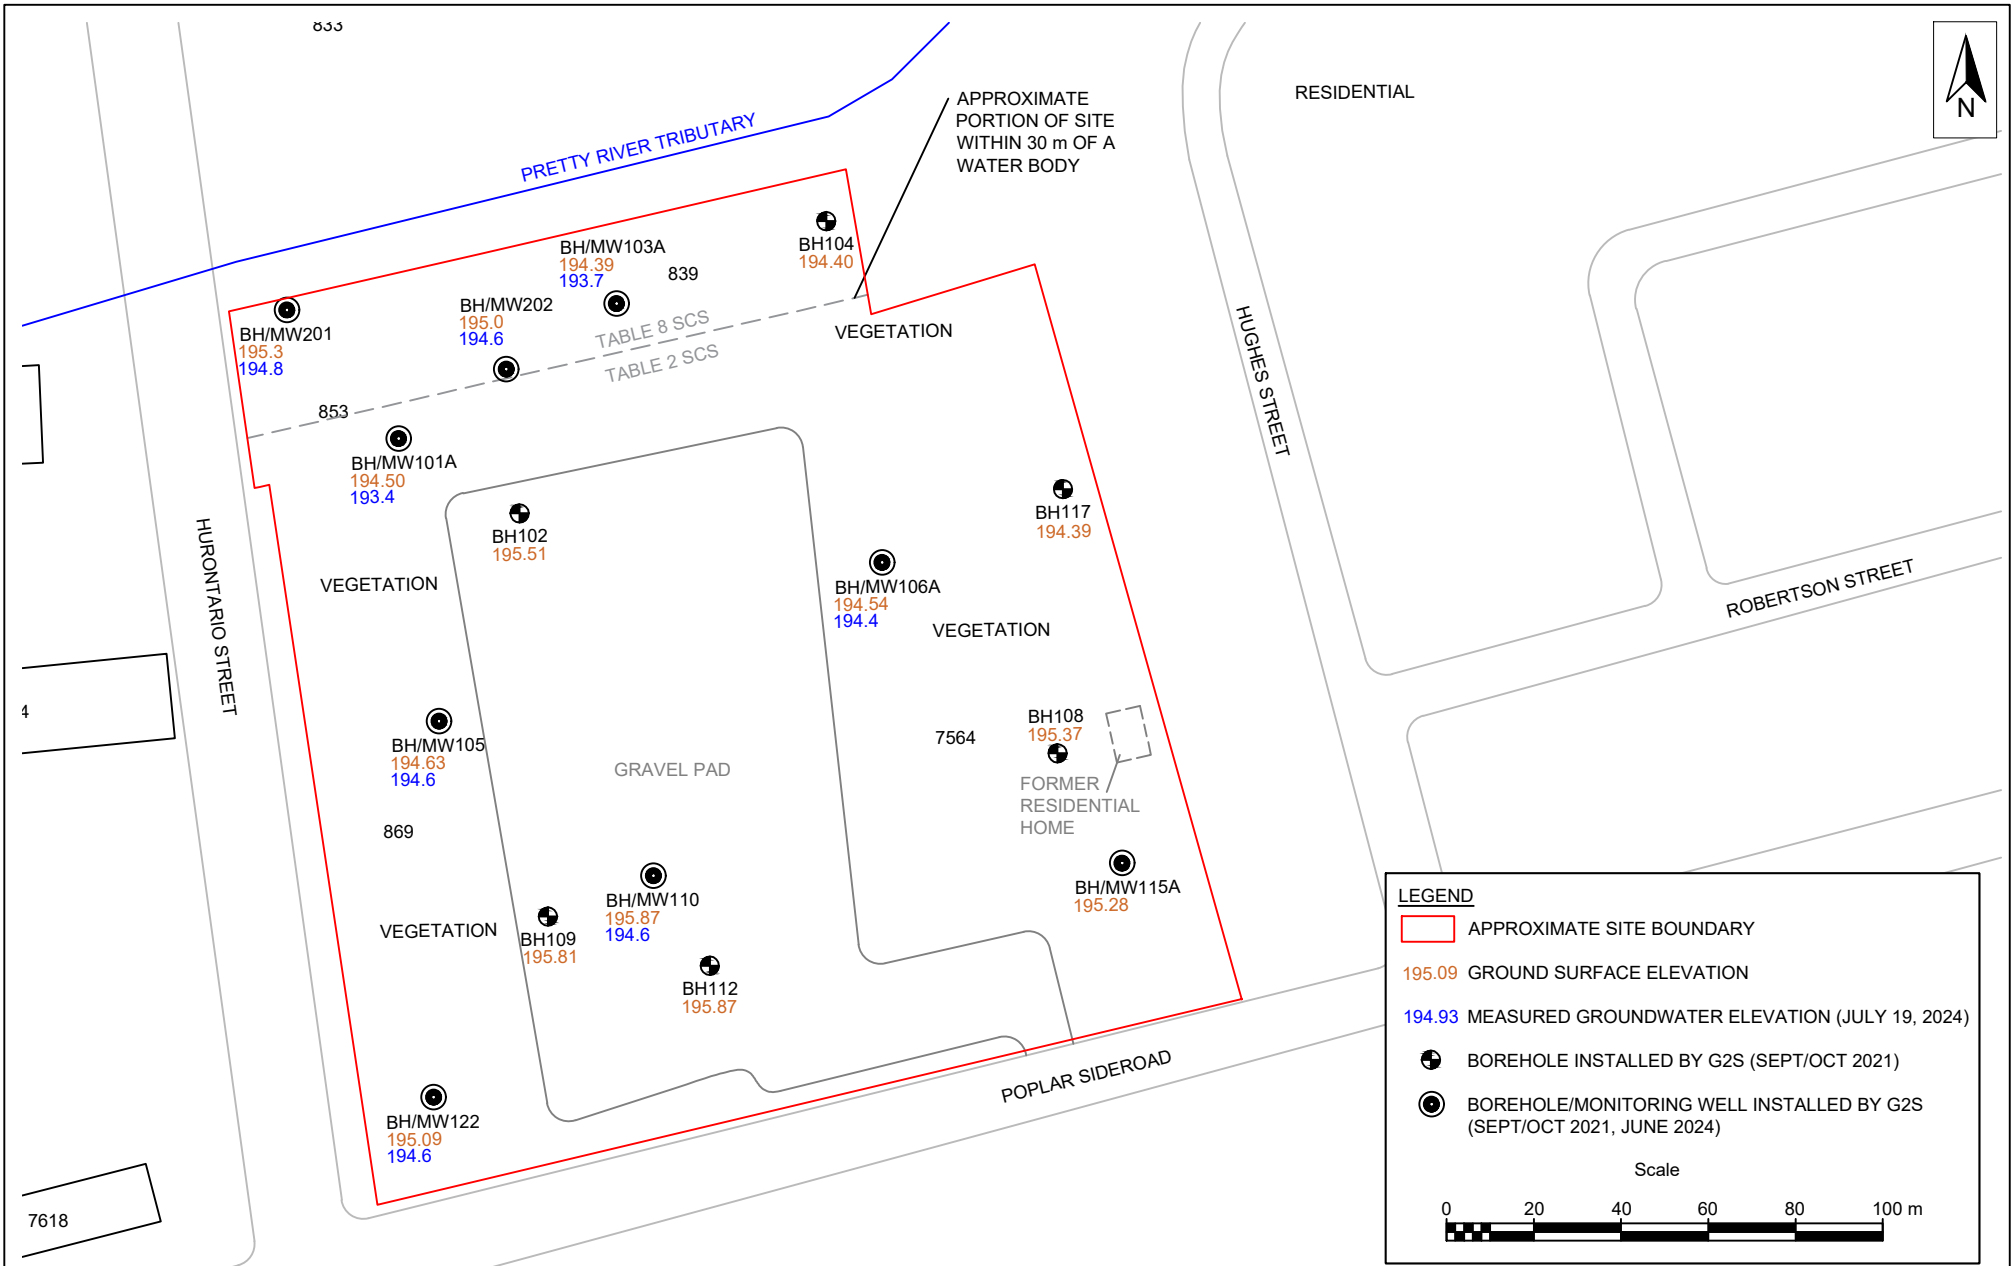 833
PRETTY RIVER TRIBUTARY
APPROXIMATE
PORTION OF SITE
WITHIN 30 m OF A
WATER BODY
RESIDENTIAL
N
BH/MW103A
194.39
193.7
839
BH104
194.40
BH/MW201
195.3
194.8
BH/MW202
195.0
194.6
TABLE 8 SCS
TABLE 2 SCS
VEGETATION
HUGHES STREET
853
BH/MW101A
194.50
193.4
HURONTARIO STREET
BH102
195.51
BH117
194.39
VEGETATION
BH/MW106A
194.54
194.4
VEGETATION
ROBERTSON STREET
4
BH/MW105
194.63
194.6
869
GRAVEL PAD
7564
BH108
195.37
FORMER
RESIDENTIAL
HOME
BH/MW115A
195.28
VEGETATION
BH109
195.81
BH/MW110
195.87
194.6
BH112
195.87
BH/MW122
195.09
194.6
POPLAR SIDEROAD
7618
LEGEND
APPROXIMATE SITE BOUNDARY
195.09 GROUND SURFACE ELEVATION
194.93 MEASURED GROUNDWATER ELEVATION (JULY 19, 2024)
BOREHOLE INSTALLED BY G2S (SEPT/OCT 2021)
BOREHOLE/MONITORING WELL INSTALLED BY G2S
(SEPT/OCT 2021, JUNE 2024)
Scale
0 20 40 60 80 100 m